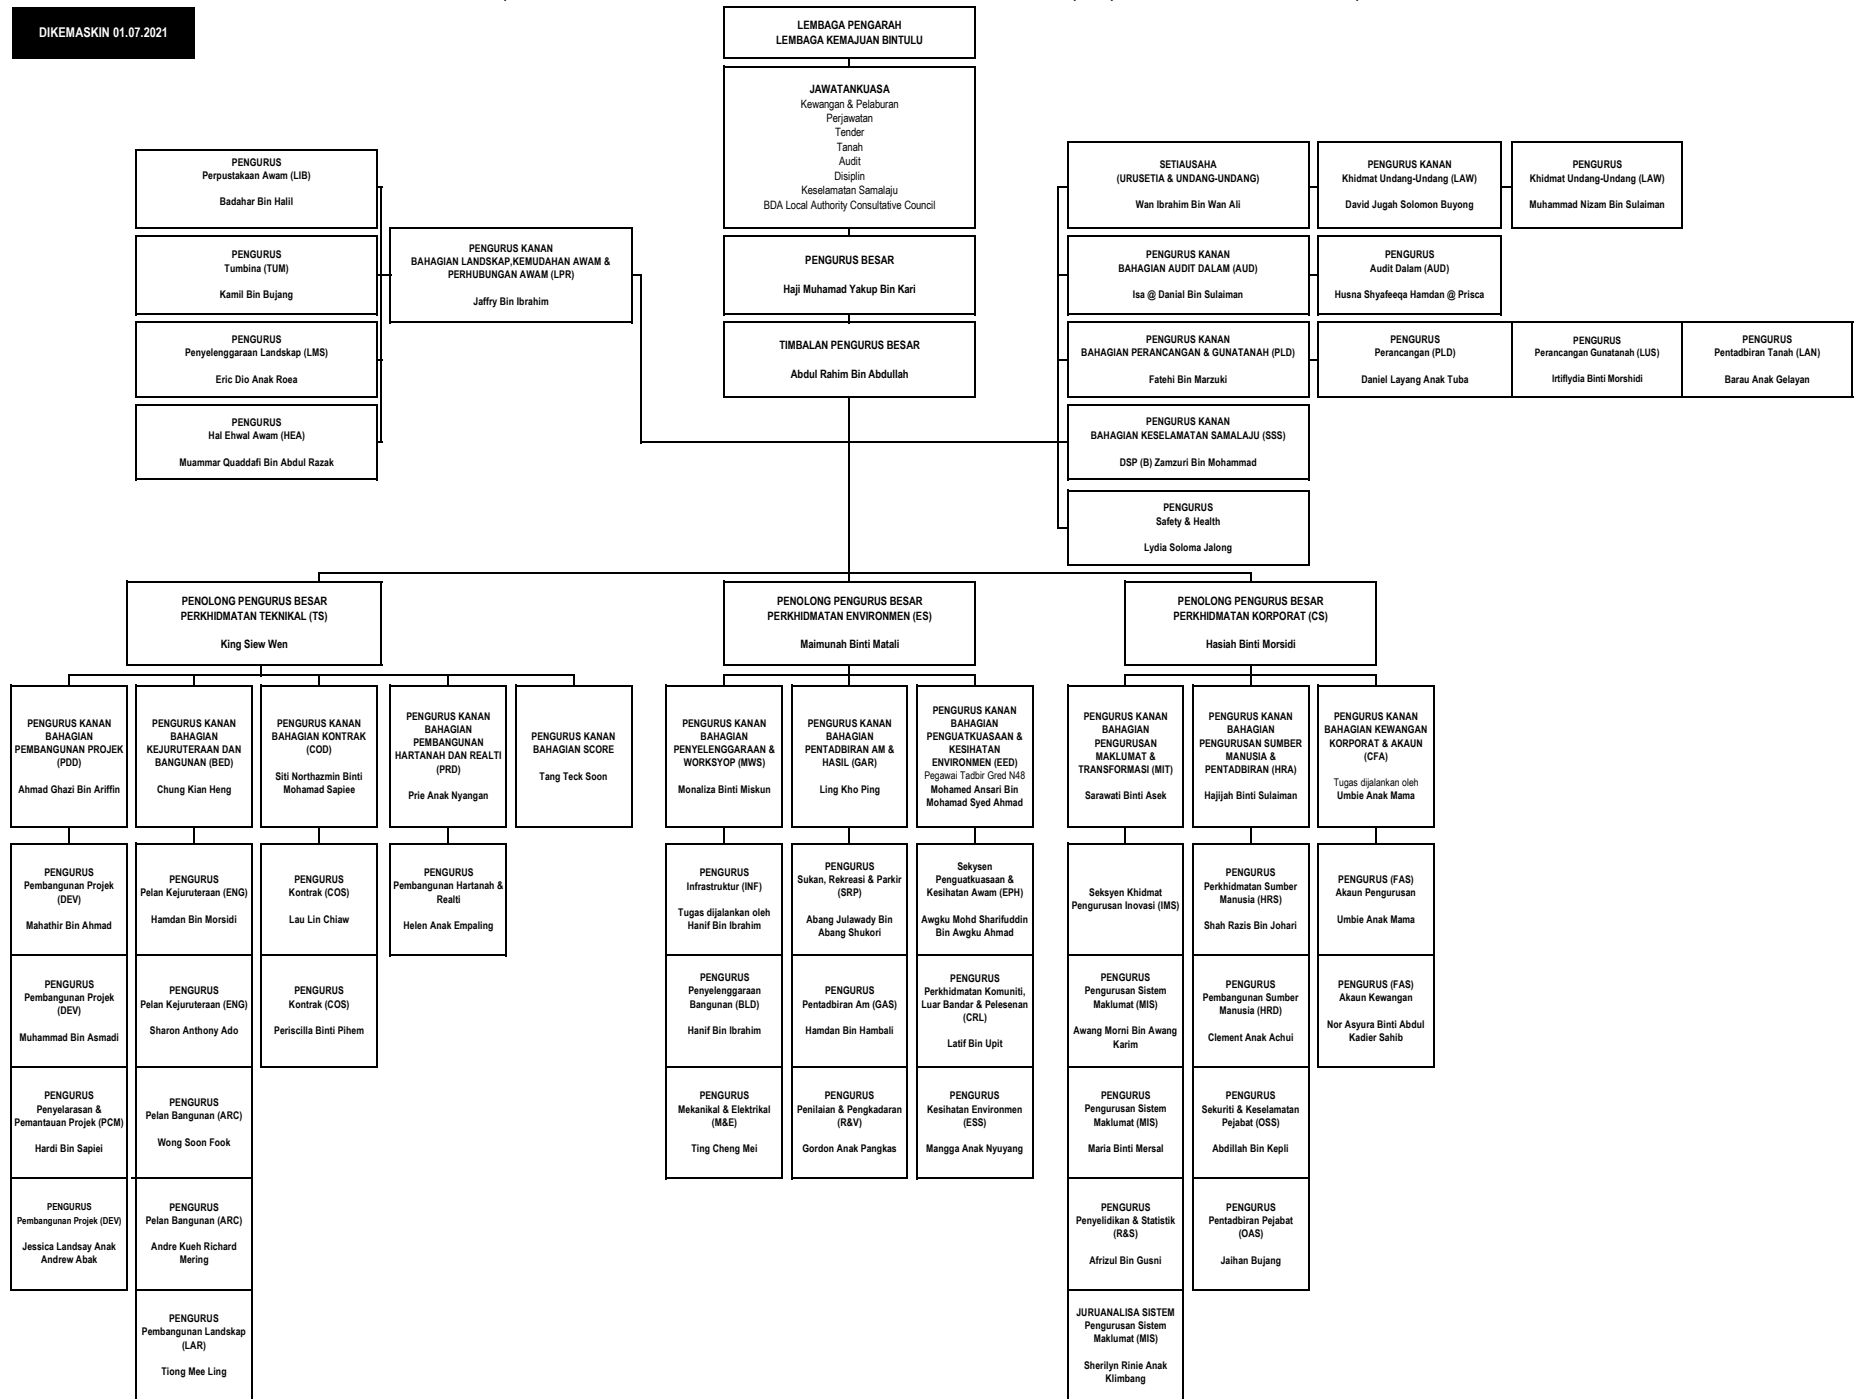 DIKEMASKIN 01.07.2021
LEMBAGA PENGARAH
LEMBAGA KEMAJUAN BINTULU
JAWATANKUASA
Kewangan & Pelaburan
Perjawatan
Tender
Tanah
Audit
Disiplin
Keselamatan Samalaju
BDA Local Authority Consultative Council
PENGURUS BESAR
Haji Muhamad Yakup Bin Kari
TIMBALAN PENGURUS BESAR
Abdul Rahim Bin Abdullah
PENGURUS
Perpustakaan Awam (LIB)
Badahar Bin Halil
PENGURUS
Tumbina (TUM)
Kamil Bin Bujang
PENGURUS
Penyelenggaraan Landskap (LMS)
Eric Dio Anak Roea
PENGURUS
Hal Ehwal Awam (HEA)
Muammar Quaddafi Bin Abdul Razak
PENGURUS KANAN
BAHAGIAN LANDSKAP,KEMUDAHAN AWAM &
PERHUBUNGAN AWAM (LPR)
Jaffry Bin Ibrahim
SETIAUSAHA
(URUSETIA & UNDANG-UNDANG)
Wan Ibrahim Bin Wan Ali
PENGURUS KANAN
Khidmat Undang-Undang (LAW)
David Jugah Solomon Buyong
PENGURUS
Khidmat Undang-Undang (LAW)
Muhammad Nizam Bin Sulaiman
PENGURUS KANAN
BAHAGIAN AUDIT DALAM (AUD)
Isa @ Danial Bin Sulaiman
PENGURUS
Audit Dalam (AUD)
Husna Shyafeeqa Hamdan @ Prisca
PENGURUS KANAN
BAHAGIAN PERANCANGAN & GUNATANAH (PLD)
Fatehi Bin Marzuki
PENGURUS
Perancangan (PLD)
Daniel Layang Anak Tuba
PENGURUS
Perancangan Gunatanah (LUS)
Irtiflydia Binti Morshidi
PENGURUS
Pentadbiran Tanah (LAN)
Barau Anak Gelayan
PENGURUS KANAN
BAHAGIAN KESELAMATAN SAMALAJU (SSS)
DSP (B) Zamzuri Bin Mohammad
PENGURUS
Safety & Health
Lydia Soloma Jalong
PENOLONG PENGURUS BESAR
PERKHIDMATAN TEKNIKAL (TS)
King Siew Wen
PENOLONG PENGURUS BESAR
PERKHIDMATAN ENVIRONMEN (ES)
Maimunah Binti Matali
PENOLONG PENGURUS BESAR
PERKHIDMATAN KORPORAT (CS)
Hasiah Binti Morsidi
PENGURUS KANAN
BAHAGIAN
PEMBANGUNAN PROJEK
(PDD)
Ahmad Ghazi Bin Ariffin
PENGURUS KANAN
BAHAGIAN
KEJURUTERAAN DAN
BANGUNAN (BED)
Chung Kian Heng
PENGURUS KANAN
BAHAGIAN KONTRAK
(COD)
Siti Northazmin Binti
Mohamad Sapiee
PENGURUS KANAN
BAHAGIAN
PEMBANGUNAN
HARTANAH DAN REALTI
(PRD)
Prie Anak Nyangan
PENGURUS KANAN
BAHAGIAN SCORE
Tang Teck Soon
PENGURUS KANAN
BAHAGIAN
PENYELENGGARAAN &
WORKSYOP (MWS)
Monaliza Binti Miskun
PENGURUS KANAN
BAHAGIAN
PENTADBIRAN AM &
HASIL (GAR)
Ling Kho Ping
PENGURUS KANAN
BAHAGIAN
PENGUATKUASAAN &
KESIHATAN
ENVIRONMEN (EED)
Pegawai Tadbir Gred N48
Mohamed Ansari Bin
Mohamad Syed Ahmad
PENGURUS KANAN
BAHAGIAN
PENGURUSAN
MAKLUMAT &
TRANSFORMASI (MIT)
Sarawati Binti Asek
PENGURUS KANAN
BAHAGIAN
PENGURUSAN SUMBER
MANUSIA &
PENTADBIRAN (HRA)
Hajijah Binti Sulaiman
PENGURUS KANAN
BAHAGIAN KEWANGAN
KORPORAT & AKAUN
(CFA)
Tugas dijalankan oleh
Umbie Anak Mama
PENGURUS
Pembangunan Projek
(DEV)
Mahathir Bin Ahmad
PENGURUS
Pelan Kejuruteraan (ENG)
Hamdan Bin Morsidi
PENGURUS
Kontrak (COS)
Lau Lin Chiaw
PENGURUS
Pembangunan Hartanah &
Realti
Helen Anak Empaling
PENGURUS
Infrastruktur (INF)
Tugas dijalankan oleh
Hanif Bin Ibrahim
PENGURUS
Sukan, Rekreasi & Parkir
(SRP)
Abang Julawady Bin
Abang Shukori
Sekysen
Penguatkuasaan &
Kesihatan Awam (EPH)
Awgku Mohd Sharifuddin
Bin Awgku Ahmad
Seksyen Khidmat
Pengurusan Inovasi (IMS)
PENGURUS
Perkhidmatan Sumber
Manusia (HRS)
Shah Razis Bin Johari
PENGURUS (FAS)
Akaun Pengurusan
Umbie Anak Mama
PENGURUS
Pembangunan Projek
(DEV)
Muhammad Bin Asmadi
PENGURUS
Pelan Kejuruteraan (ENG)
Sharon Anthony Ado
PENGURUS
Kontrak (COS)
Periscilla Binti Pihem
PENGURUS
Penyelenggaraan
Bangunan (BLD)
Hanif Bin Ibrahim
PENGURUS
Pentadbiran Am (GAS)
Hamdan Bin Hambali
PENGURUS
Perkhidmatan Komuniti,
Luar Bandar & Pelesenan
(CRL)
Latif Bin Upit
PENGURUS
Pengurusan Sistem
Maklumat (MIS)
Awang Morni Bin Awang
Karim
PENGURUS
Pembangunan Sumber
Manusia (HRD)
Clement Anak Achui
PENGURUS (FAS)
Akaun Kewangan
Nor Asyura Binti Abdul
Kadier Sahib
PENGURUS
Penyelarasan &
Pemantauan Projek (PCM)
Hardi Bin Sapiei
PENGURUS
Pelan Bangunan (ARC)
Wong Soon Fook
PENGURUS
Mekanikal & Elektrikal
(M&E)
Ting Cheng Mei
PENGURUS
Penilaian & Pengkadaran
(R&V)
Gordon Anak Pangkas
PENGURUS
Kesihatan Environmen
(ESS)
Mangga Anak Nyuyang
PENGURUS
Pengurusan Sistem
Maklumat (MIS)
Maria Binti Mersal
PENGURUS
Sekuriti & Keselamatan
Pejabat (OSS)
Abdillah Bin Kepli
PENGURUS
Pembangunan Projek (DEV)
Jessica Landsay Anak
Andrew Abak
PENGURUS
Pelan Bangunan (ARC)
Andre Kueh Richard
Mering
PENGURUS
Penyelidikan & Statistik
(R&S)
Afrizul Bin Gusni
PENGURUS
Pentadbiran Pejabat
(OAS)
Jaihan Bujang
PENGURUS
Pembangunan Landskap
(LAR)
Tiong Mee Ling
JURUANALISA SISTEM
Pengurusan Sistem
Maklumat (MIS)
Sherilyn Rinie Anak
Klimbang